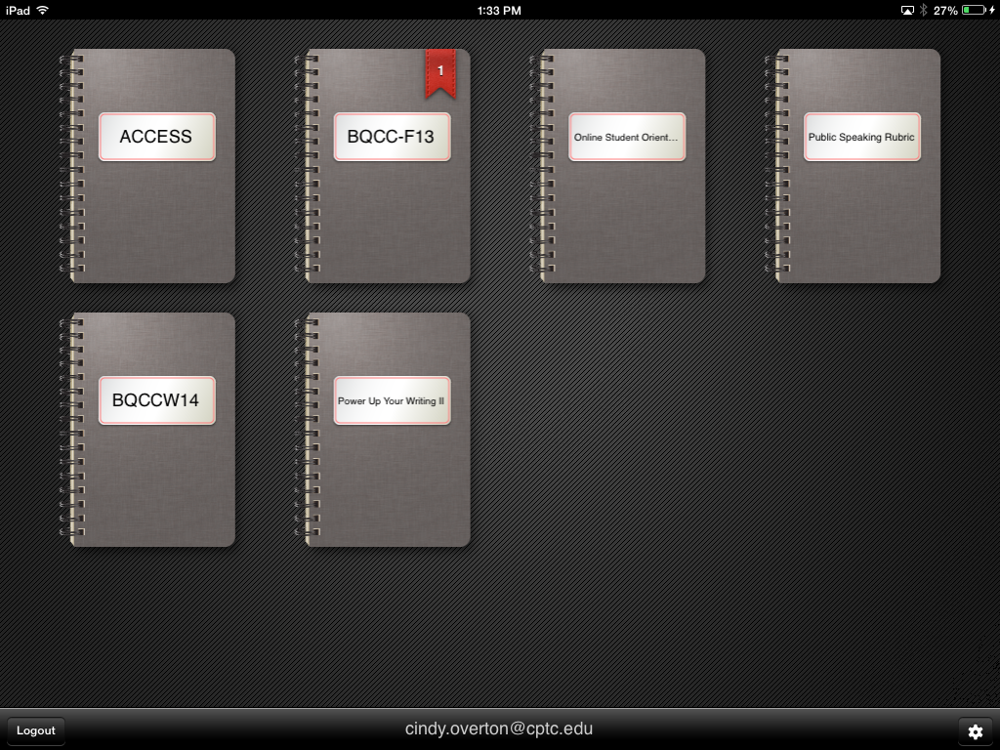 iPad
1:33 PM
27%
1
ACCESS
BQCC-F13
Online Student Orient...
Public Speaking Rubric
BQCCW14
Power Up Your Writing II
Logout
cindy.overton@cptc.edu